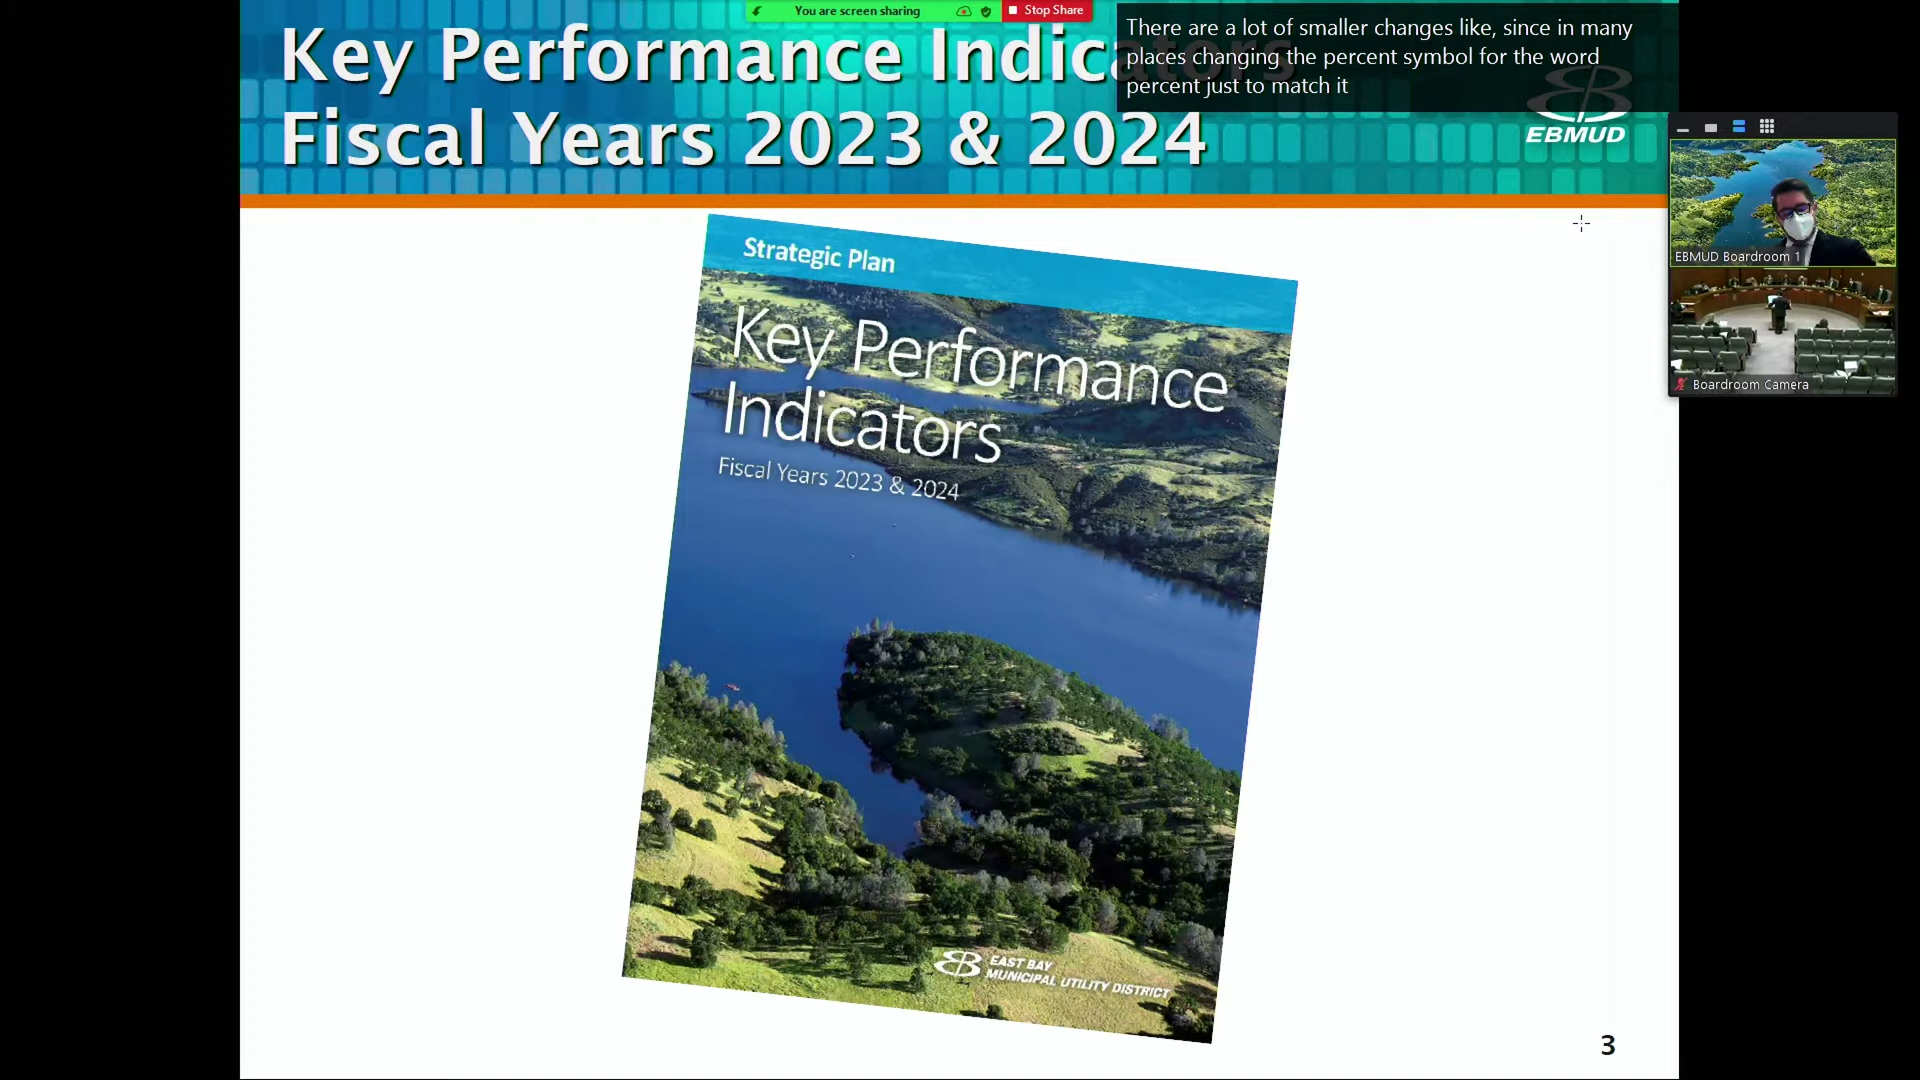 You are screen sharing
Stop Share
There are a lot of smaller changes like, since in many
places changing the percent symbol for the word
percent just to match it
Key Performance Indicators
Fiscal Years 2023 & 2024
EBMUD
EBMUD Boardroom 1
Boardroom Camera
Strategic Plan
Key Performance
Indicators
Fiscal Years 2023 & 2024
EAST BAY
MUNICIPAL UTILITY DISTRICT
3